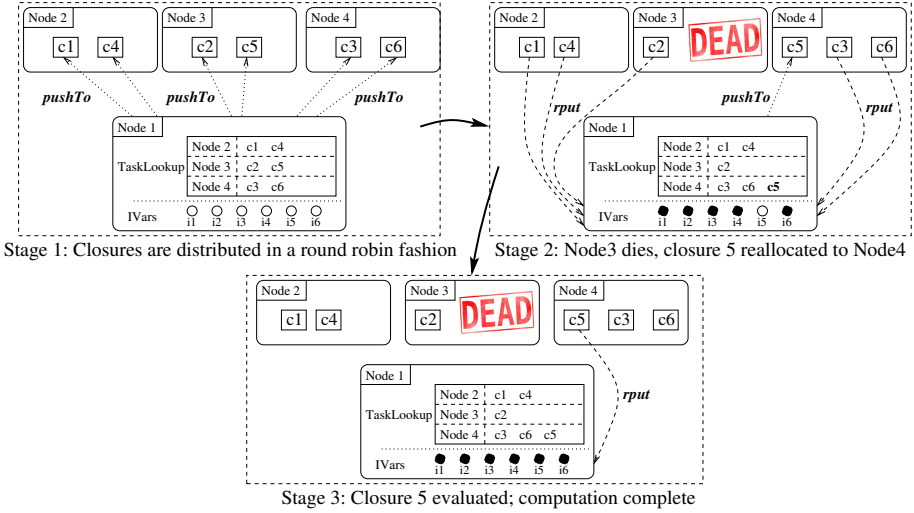 Node 2
Node 3
Node 4
c1 c4
c2 c5
c3 c6
pushTo
pushTo
pushTo
Node 1
TaskLookup
Node 2 c1 c4
Node 3 c2 c5
Node 4 c3 c6
IVars
i1 i2 i3 i4 i5 i6
Stage 1: Closures are distributed in a round robin fashion
Node 2
Node 3
Node 4
c1 c4
c2
DEAD
c5 c3 c6
rput
pushTo
rput
Node 1
TaskLookup
Node 2 c1 c4
Node 3 c2
Node 4 c3 c6 c5
IVars
i1 i2 i3 i4 i5 i6
Stage 2: Node3 dies, closure 5 reallocated to Node4
Node 2
Node 3
Node 4
c1 c4
c2
DEAD
c5 c3 c6
rput
Node 1
TaskLookup
Node 2 c1 c4
Node 3 c2
Node 4 c3 c6 c5
IVars
i1 i2 i3 i4 i5 i6
Stage 3: Closure 5 evaluated; computation complete